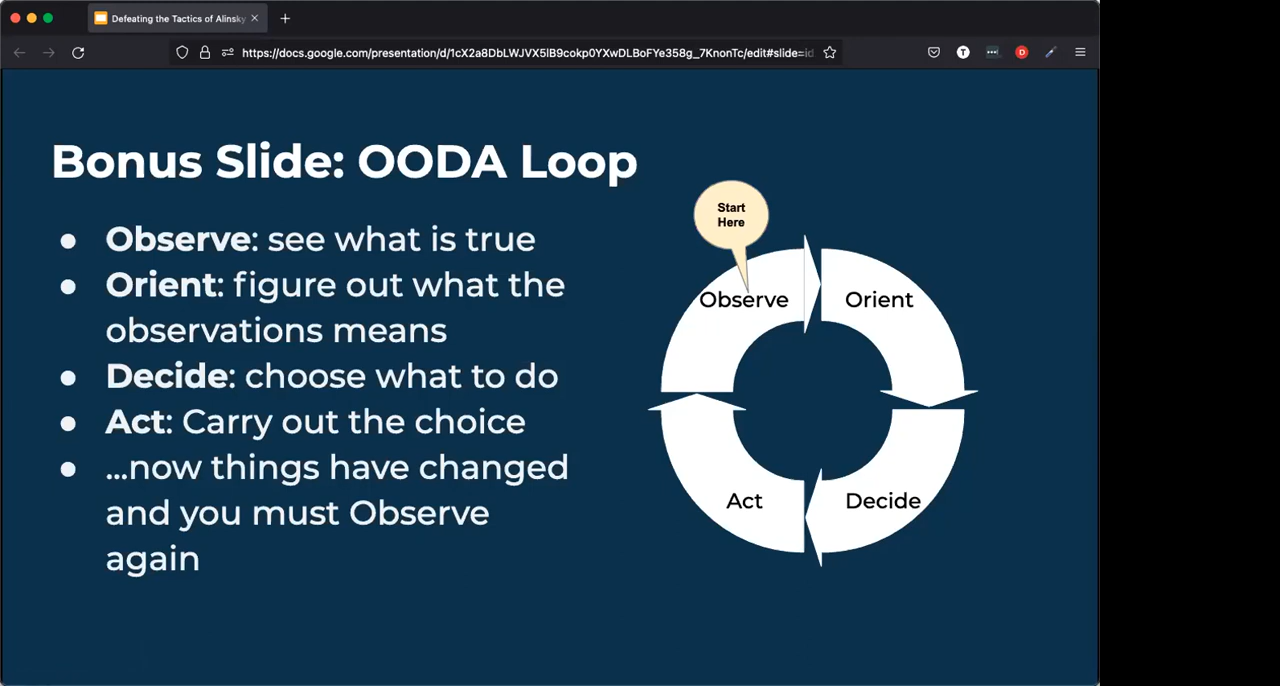 Defeating the Tactics of Alinsky
https://docs.google.com/presentation/d/1cX2a8DbLWJVX5IB9cokp0YXwDLBoFYe358g_7KnonTc/edit#slide=id
T
D
Bonus Slide: OODA Loop
● Observe: see what is true
● Orient: figure out what the
observations means
● Decide: choose what to do
● Act: Carry out the choice
● ...now things have changed
and you must Observe
again
Start
Here
Observe
Orient
Act
Decide